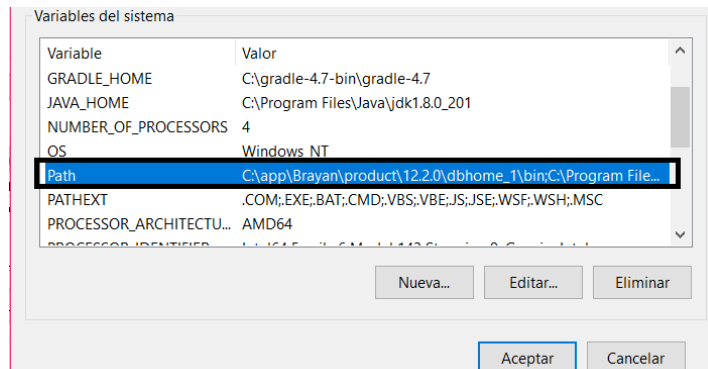 Variables del sistema
Variable Valor
GRADLE_HOME C:\gradle-4.7-bin\gradle-4.7
JAVA_HOME C:\Program Files\Java\jdk1.8.0_201
NUMBER_OF_PROCESSORS 4
OS Windows_NT
Path C:\app\Brayan\product\12.2.0\dbhome_1\bin;C:\Program File...
PATHEXT .COM;.EXE;.BAT;.CMD;.VBS;.VBE;.JS;.JSE;.WSF;.WSH;.MSC
PROCESSOR_ARCHITECTU... AMD64
Nueva... Editar... Eliminar
Aceptar Cancelar